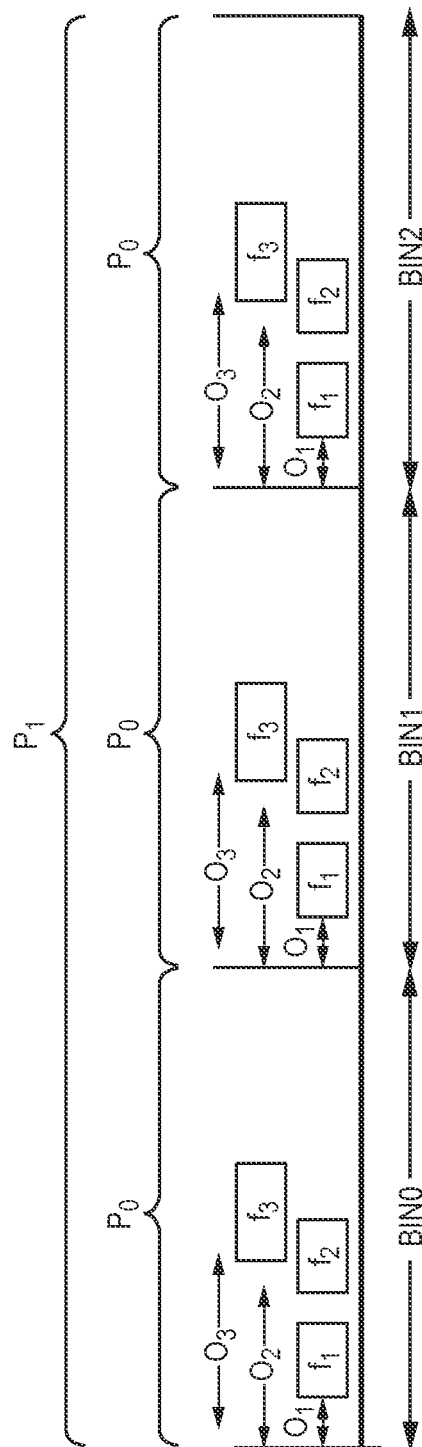 P1
P0 P0 P0
O3 O3 O3
O2 O2 O2
O1 O1 O1
f3 f3 f3
f1 f2 f1 f2 f1 f2
BIN0 BIN1 BIN2